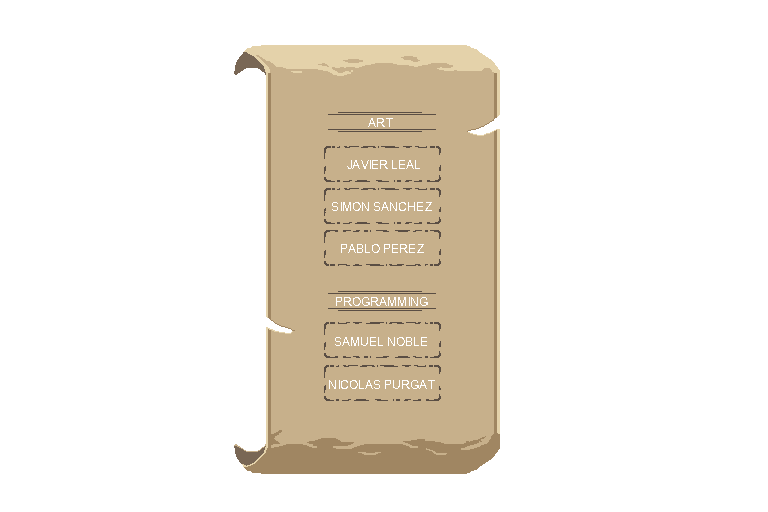 ART
JAVIER LEAL
SIMON SANCHEZ
PABLO PEREZ
PROGRAMMING
SAMUEL NOBLE
NICOLAS PURGAT